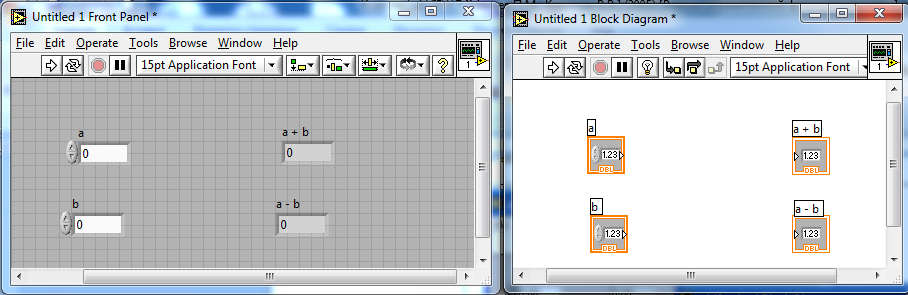 Untitled 1 Front Panel *
File Edit Operate Tools Browse Window Help
15pt Application Font
?
1
a
0
a + b
0
b
0
a - b
0
Untitled 1 Block Diagram *
File Edit Operate Tools Browse Window Help
15pt Application Font
1
a
1.23
DBL
a + b
1.23
DBL
b
1.23
DBL
a - b
1.23
DBL